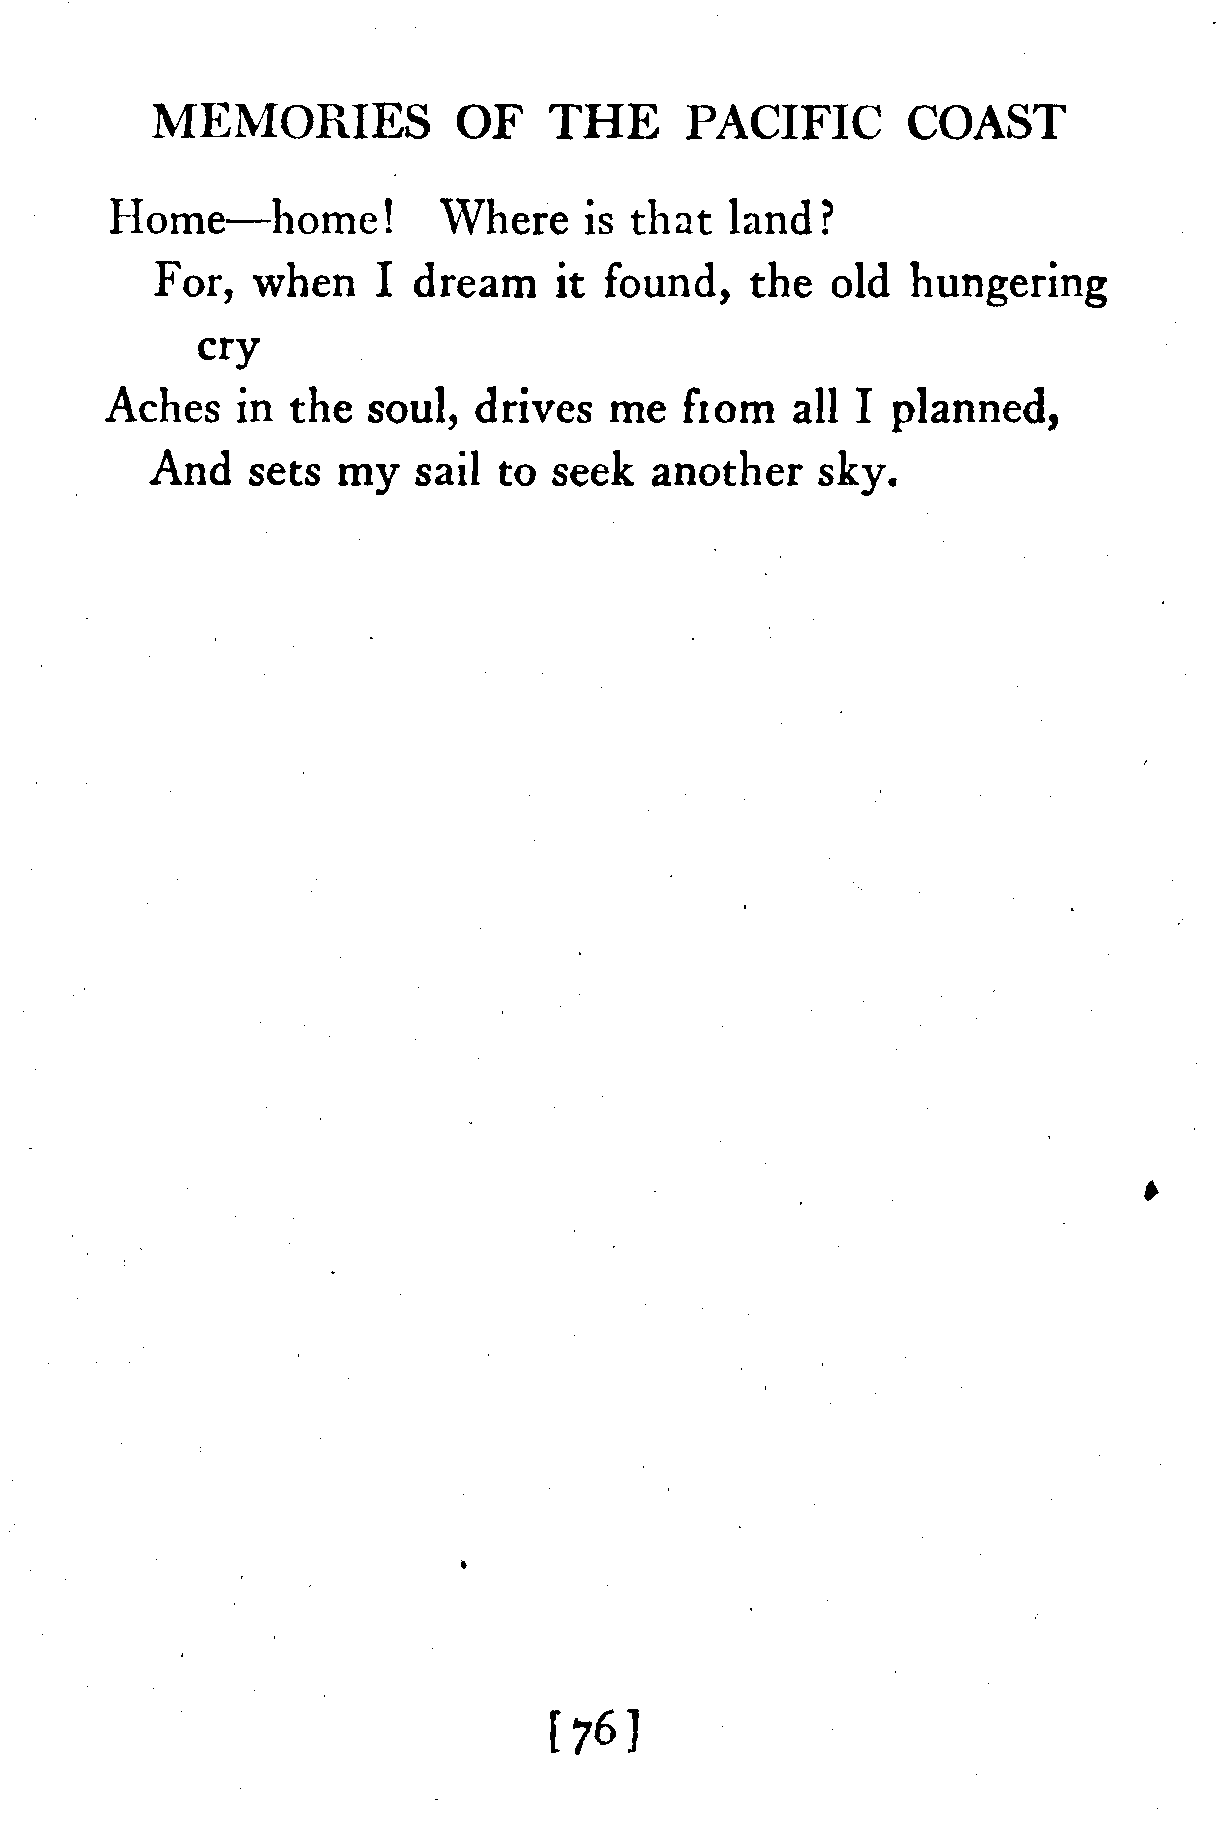 MEMORIES OF THE PACIFIC COAST
Home—home! Where is that land?
For, when I dream it found, the old hungering
cry
Aches in the soul, drives me from all I planned,
And sets my sail to seek another sky.
[76]